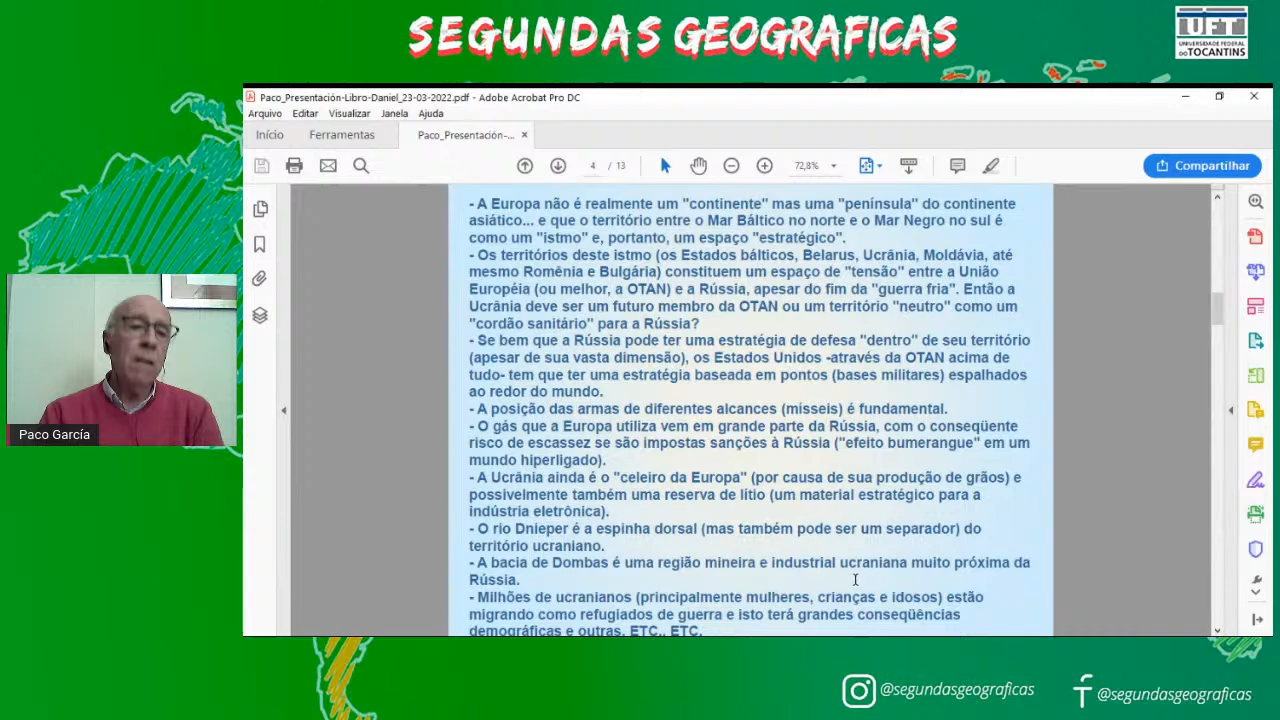 SEGUNDAS GEOGRAFICAS
UFT
UNIVERSIDADE FEDERAL
DO TOCANTINS
Paco_Presentación-Libro-Daniel_23-03-2022.pdf - Adobe Acrobat Pro DC
Arquivo Editar Visualizar Janela Ajuda
Início Ferramentas Paco_Presentación-... ×
4 / 13 72,8% Compartilhar
- A Europa não é realmente um "continente" mas uma "península" do continente
asiático... e que o território entre o Mar Báltico no norte e o Mar Negro no sul é
como um "istmo" e, portanto, um espaço "estratégico".
- Os territórios deste istmo (os Estados bálticos, Belarus, Ucrânia, Moldávia, até
mesmo Romênia e Bulgária) constituem um espaço de "tensão" entre a União
Européia (ou melhor, a OTAN) e a Rússia, apesar do fim da "guerra fria". Então a
Ucrânia deve ser um futuro membro da OTAN ou um território "neutro" como um
"cordão sanitário" para a Rússia?
- Se bem que a Rússia pode ter uma estratégia de defesa "dentro" de seu território
(apesar de sua vasta dimensão), os Estados Unidos -através da OTAN acima de
tudo- tem que ter uma estratégia baseada em pontos (bases militares) espalhados
ao redor do mundo.
- A posição das armas de diferentes alcances (mísseis) é fundamental.
- O gás que a Europa utiliza vem em grande parte da Rússia, com o conseqüente
risco de escassez se são impostas sanções à Rússia ("efeito bumerangue" em um
mundo hiperligado).
- A Ucrânia ainda é o "celeiro da Europa" (por causa de sua produção de grãos) e
possivelmente também uma reserva de lítio (um material estratégico para a
indústria eletrônica).
- O rio Dnieper é a espinha dorsal (mas também pode ser um separador) do
território ucraniano.
- A bacia de Dombas é uma região mineira e industrial ucraniana muito próxima da
Rússia.
- Milhões de ucranianos (principalmente mulheres, crianças e idosos) estão
migrando como refugiados de guerra e isto terá grandes conseqüências
demográficas e outras. ETC., ETC.
Paco García
@segundasgeograficas
@segundasgeograficas